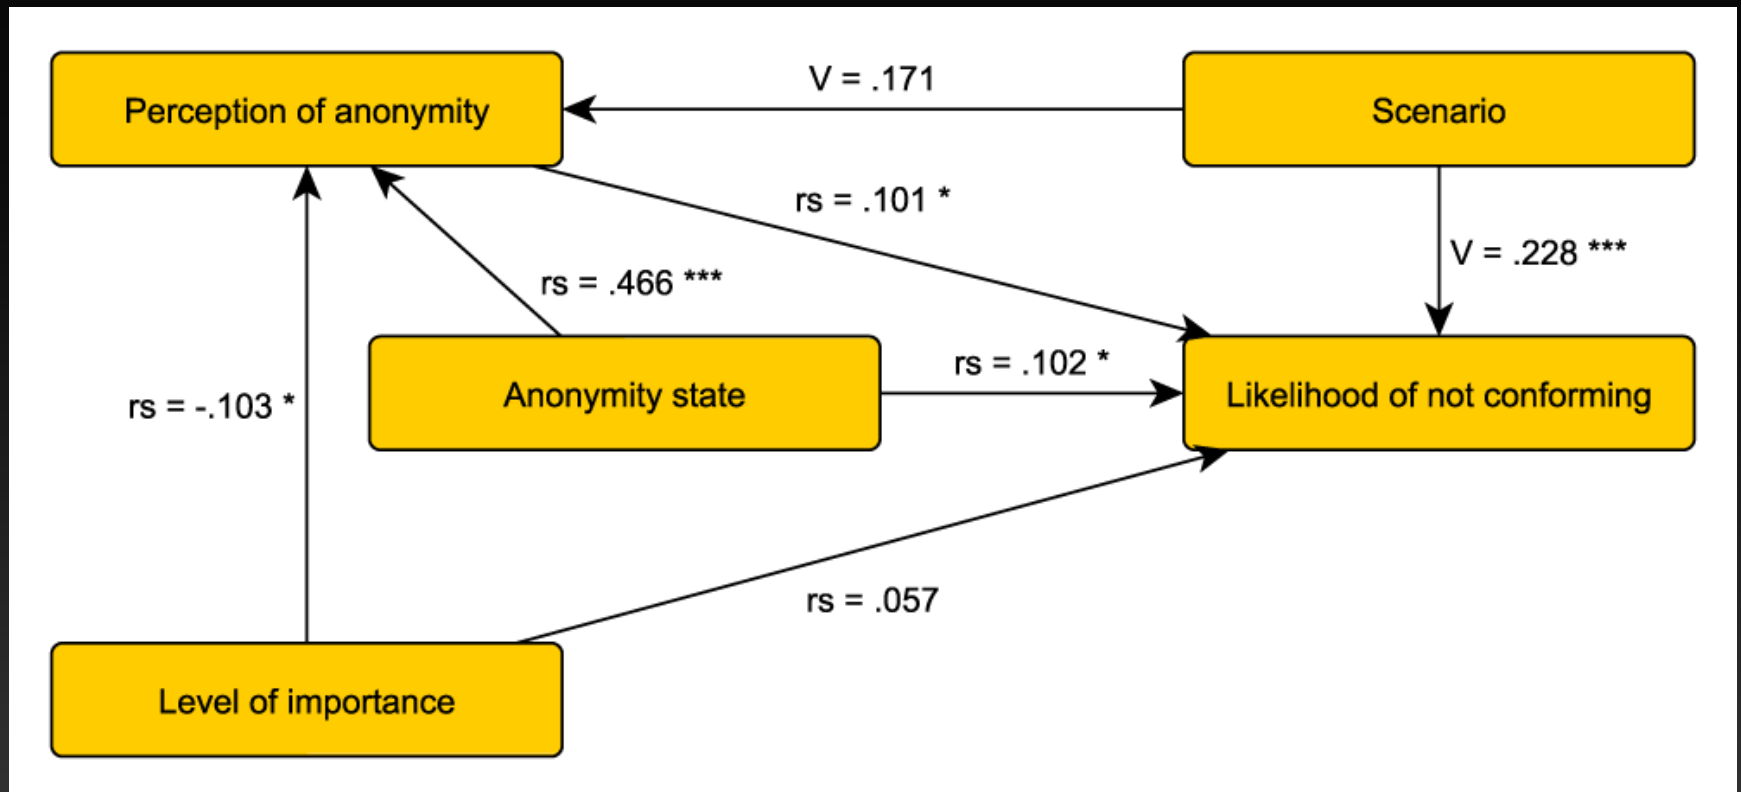 V = .171
Perception of anonymity
Scenario
rs = .101 *
V = .228 ***
rs = .466 ***
rs = .102 *
Anonymity state
Likelihood of not conforming
rs = -.103 *
rs = .057
Level of importance